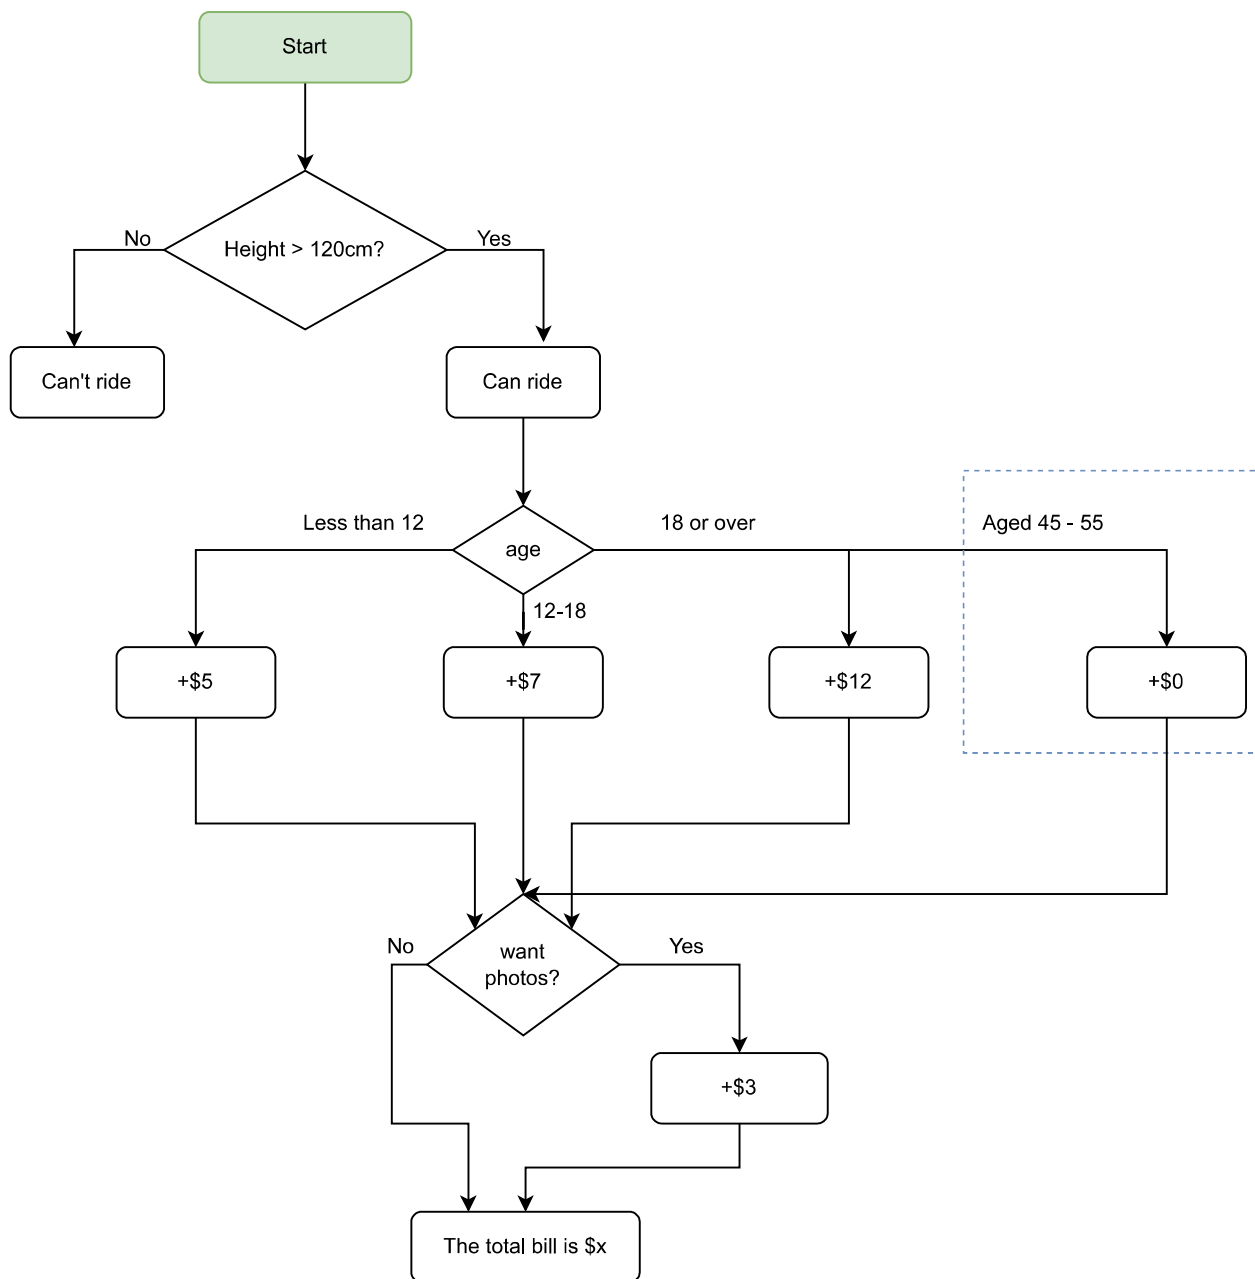 Start
Height > 120cm?
No
Yes
Can't ride
Can ride
Less than 12
age
18 or over
Aged 45 - 55
12-18
+$5
+$7
+$12
+$0
want
photos?
No
Yes
+$3
The total bill is $x